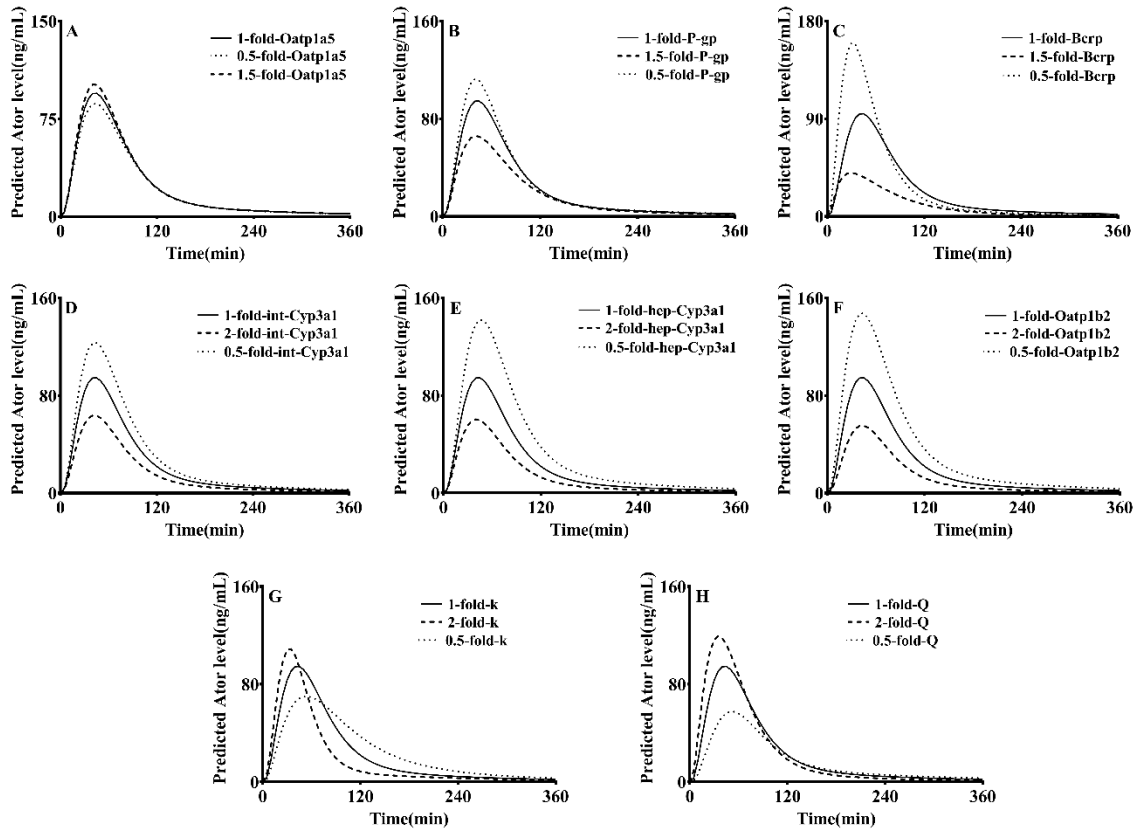 A
1-fold-Oatp1a5
0.5-fold-Oatp1a5
1.5-fold-Oatp1a5
Predicted Ator level(ng/mL)
150
75
0
0 120 240 360
Time(min)
B
1-fold-P-gp
1.5-fold-P-gp
0.5-fold-P-gp
Predicted Ator level(ng/mL)
160
80
0
0 120 240 360
Time(min)
C
1-fold-Bcrp
1.5-fold-Bcrp
0.5-fold-Bcrp
Predicted Ator level(ng/mL)
180
90
0
0 120 240 360
Time(min)
D
1-fold-int-Cyp3a1
2-fold-int-Cyp3a1
0.5-fold-int-Cyp3a1
Predicted Ator level(ng/mL)
160
80
0
0 120 240 360
Time(min)
E
1-fold-hep-Cyp3a1
2-fold-hep-Cyp3a1
0.5-fold-hep-Cyp3a1
Predicted Ator level(ng/mL)
160
80
0
0 120 240 360
Time(min)
F
1-fold-Oatp1b2
2-fold-Oatp1b2
0.5-fold-Oatp1b2
Predicted Ator level(ng/mL)
160
80
0
0 120 240 360
Time(min)
G
1-fold-k
2-fold-k
0.5-fold-k
Predicted Ator level(ng/mL)
160
80
0
0 120 240 360
Time(min)
H
1-fold-Q
2-fold-Q
0.5-fold-Q
Predicted Ator level(ng/mL)
160
80
0
0 120 240 360
Time(min)